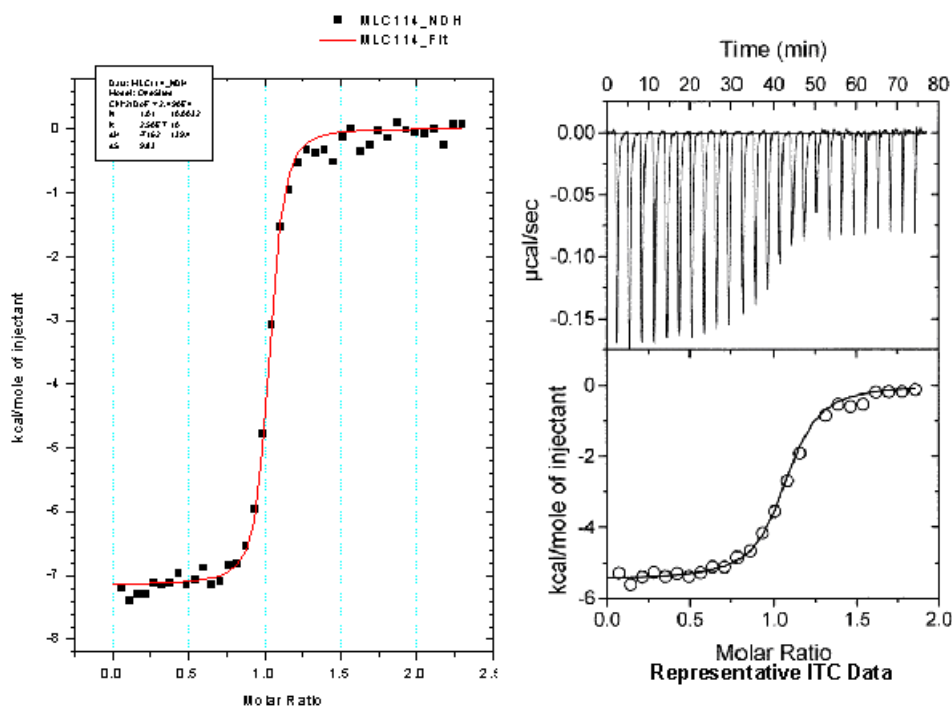 MLC114_NDH
MLC114_Fit
0
-1
-2
-3
-4
-5
-6
-7
-8
kcal/mole of injectant
0.0 0.5 1.0 1.5 2.0 2.5
Molar Ratio
Time (min)
0 10 20 30 40 50 60 70 80
0.00
-0.05
-0.10
-0.15
µcal/sec
0
-2
-4
-6
kcal/mole of injectant
0.0 0.5 1.0 1.5 2.0
Molar Ratio
Representative ITC Data